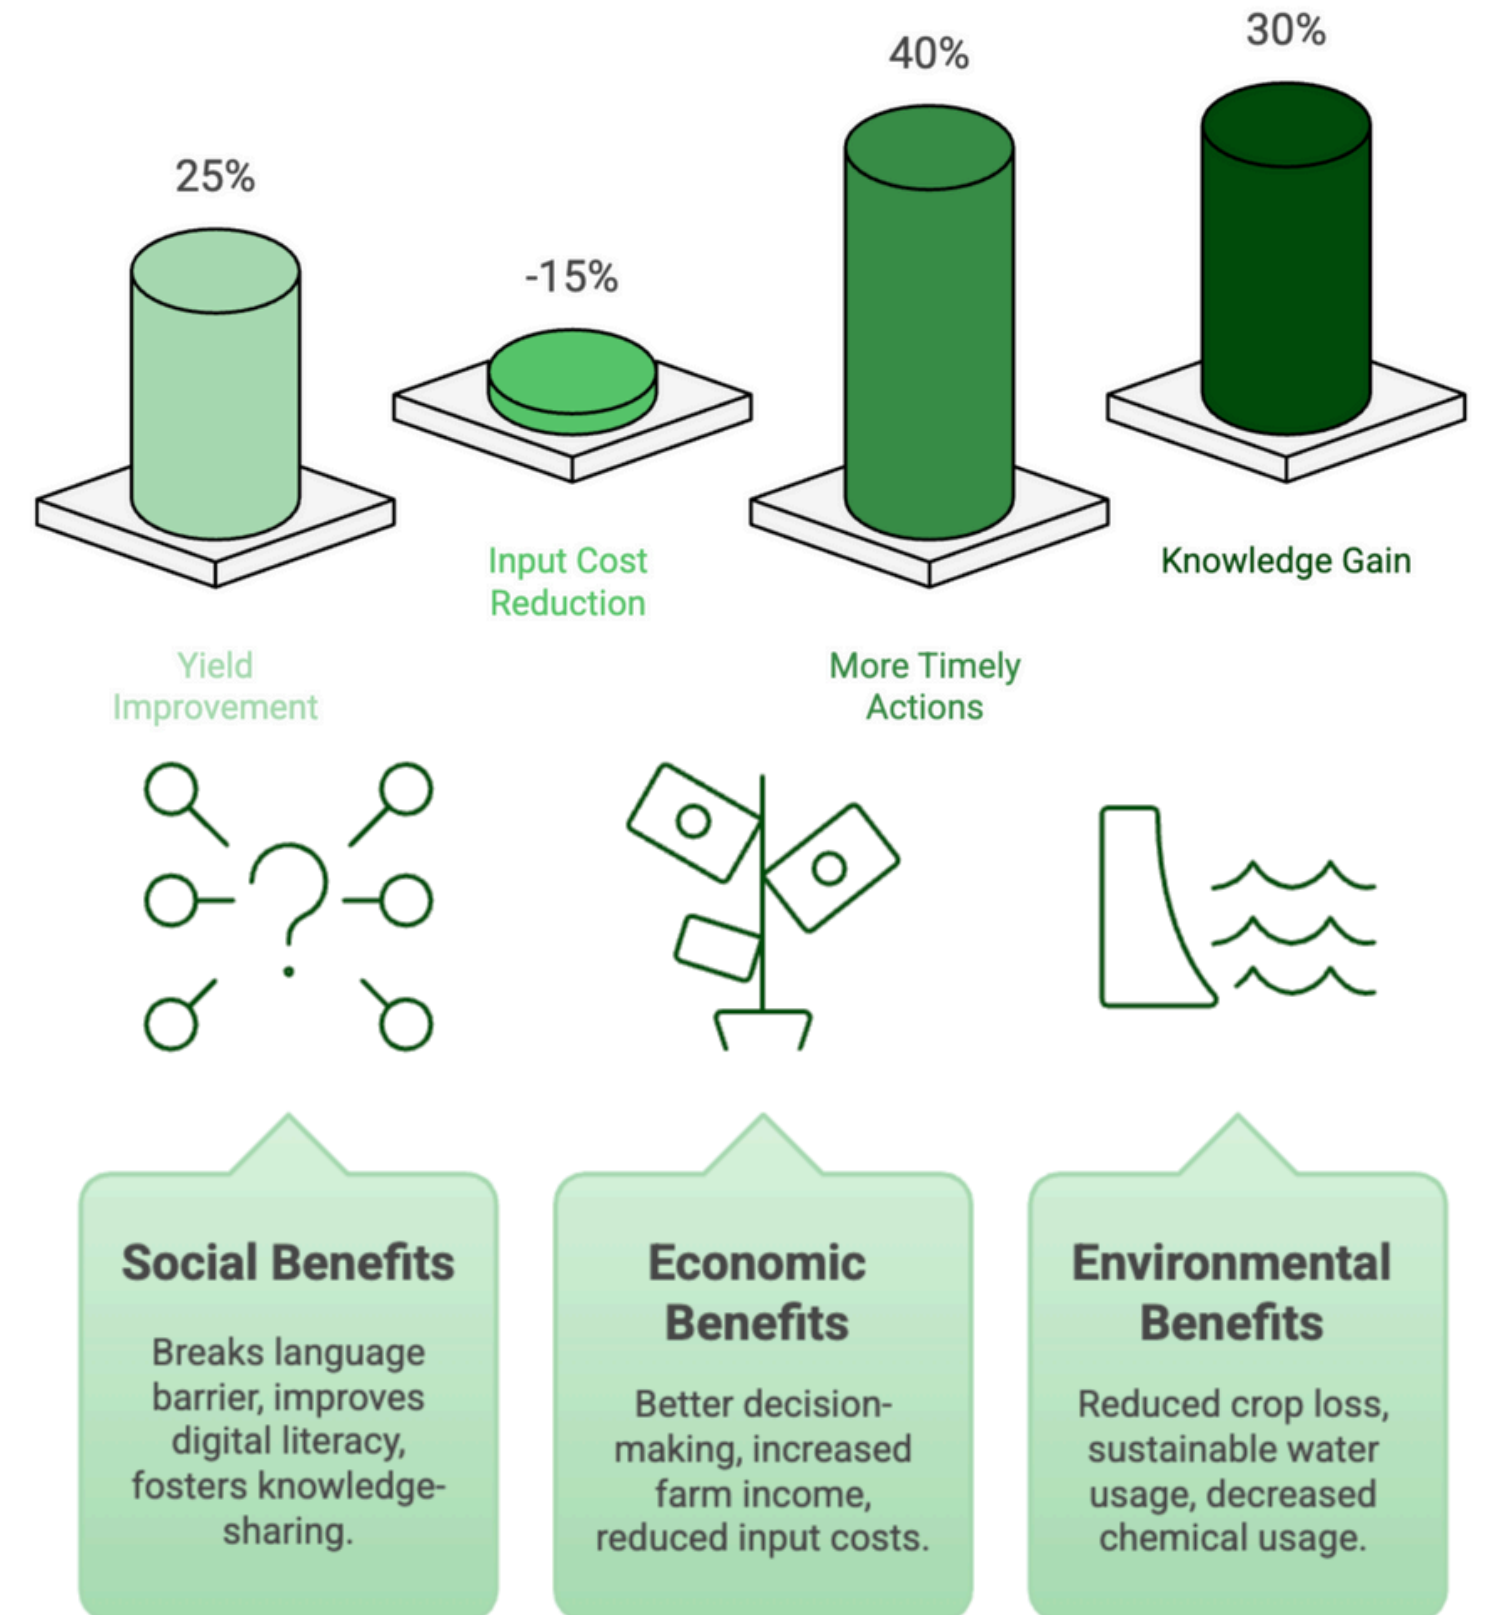 30%
40%
25%
-15%
Input Cost
Reduction
Knowledge Gain
Yield
Improvement
More Timely
Actions
Social Benefits
Breaks language
barrier, improves
digital literacy,
fosters knowledge-
sharing.
Economic
Benefits
Better decision-
making, increased
farm income,
reduced input costs.
Environmental
Benefits
Reduced crop loss,
sustainable water
usage, decreased
chemical usage.